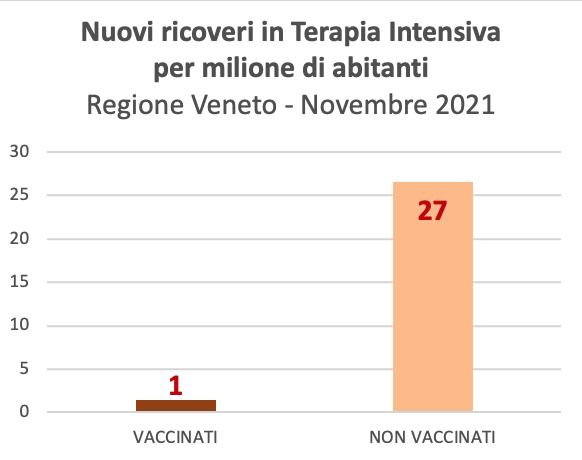 Nuovi ricoveri in Terapia Intensiva
per milione di abitanti
Regione Veneto - Novembre 2021
30
25
20
15
10
5
0
1
27
VACCINATI
NON VACCINATI